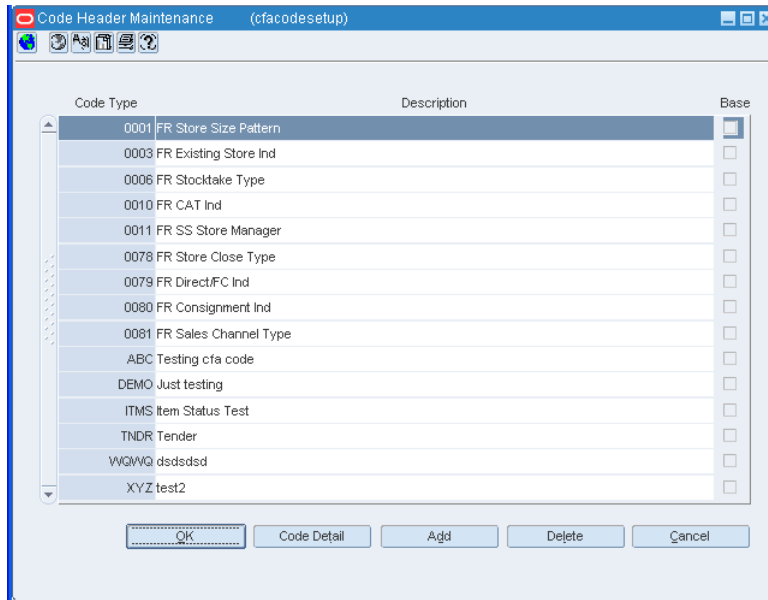 Code Header Maintenance (cfacodesetup)
Code Type Description Base
0001 FR Store Size Pattern
0003 FR Existing Store Ind
0006 FR Stocktake Type
0010 FR CAT Ind
0011 FR SS Store Manager
0078 FR Store Close Type
0079 FR Direct/FC Ind
0080 FR Consignment Ind
0081 FR Sales Channel Type
ABC Testing cfa code
DEMO Just testing
ITMS Item Status Test
TNDR Tender
WQWQ dsdsdsd
XYZ test2
OK Code Detail Add Delete Cancel